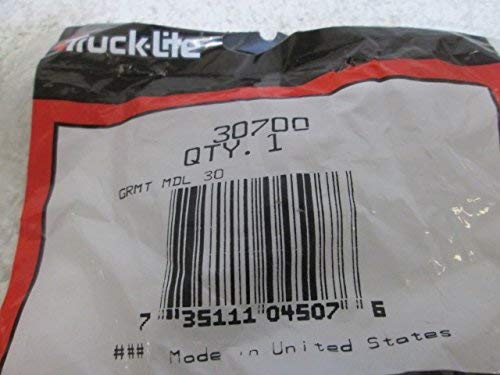 Truck-Lite
30700
QTY. 1
GRMT MDL 30
7 35111 04507 6
### Made in United States